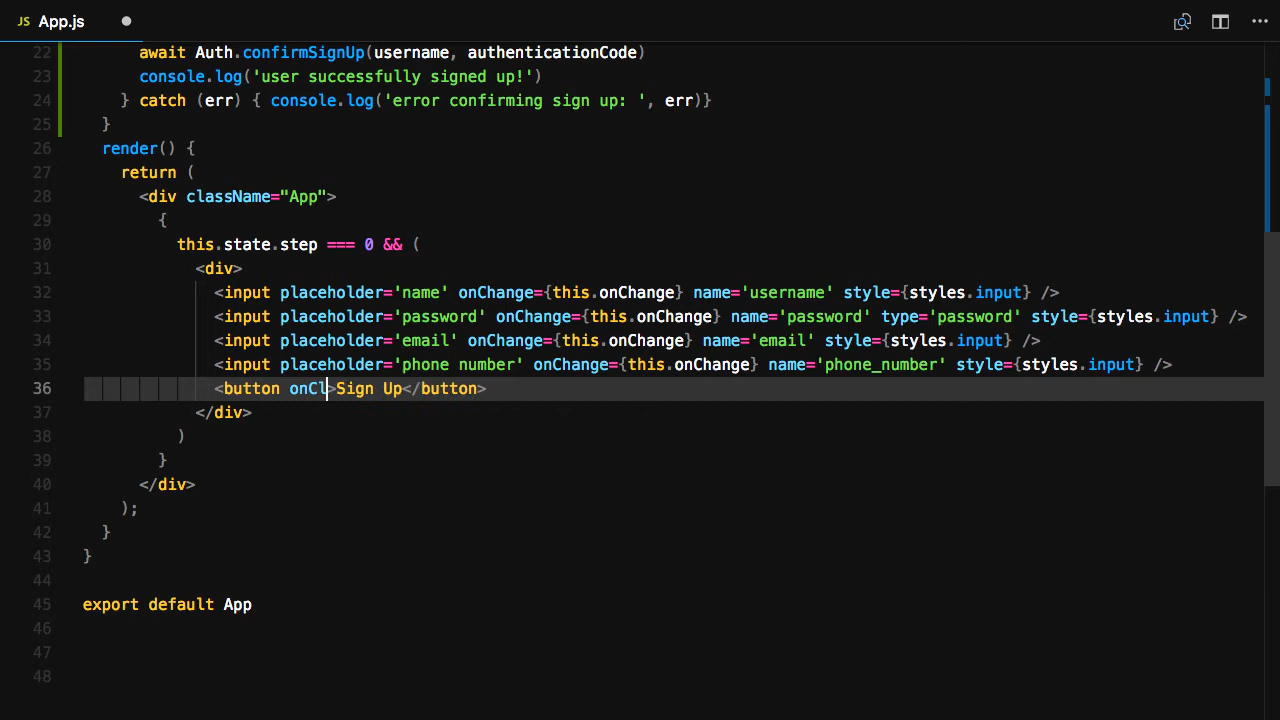 JS App.js
22 await Auth.confirmSignUp(username, authenticationCode)
23 console.log('user successfully signed up!')
24 } catch (err) { console.log('error confirming sign up: ', err)}
25 }
26 render() {
27 return (
28 <div className="App">
29 {
30 this.state.step === 0 && (
31 <div>
32 <input placeholder='name' onChange={this.onChange} name='username' style={styles.input} />
33 <input placeholder='password' onChange={this.onChange} name='password' type='password' style={styles.input} />
34 <input placeholder='email' onChange={this.onChange} name='email' style={styles.input} />
35 <input placeholder='phone number' onChange={this.onChange} name='phone_number' style={styles.input} />
36 <button onCl>Sign Up</button>
37 </div>
38 )
39 }
40 </div>
41 );
42 }
43 }
44
45 export default App
46
47
48